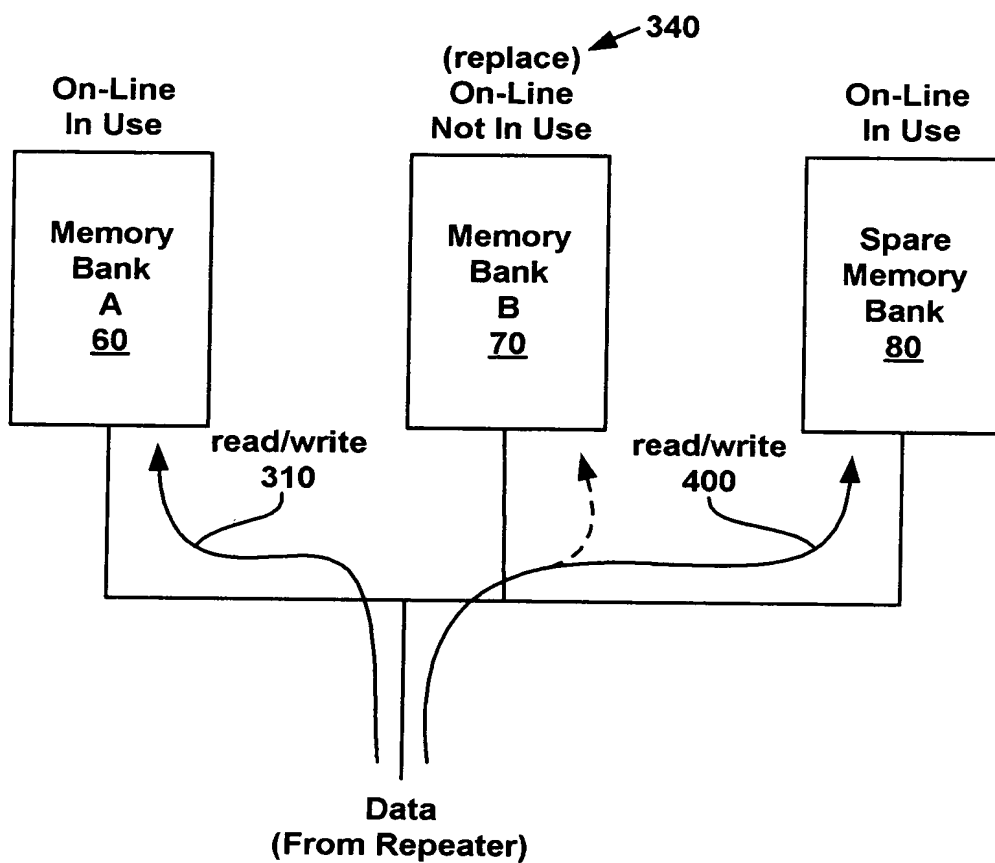 340
(replace)
On-Line
Not In Use
On-Line
In Use
On-Line
In Use
Memory
Bank
A
60
Memory
Bank
B
70
Spare
Memory
Bank
80
read/write
310
read/write
400
Data
(From Repeater)